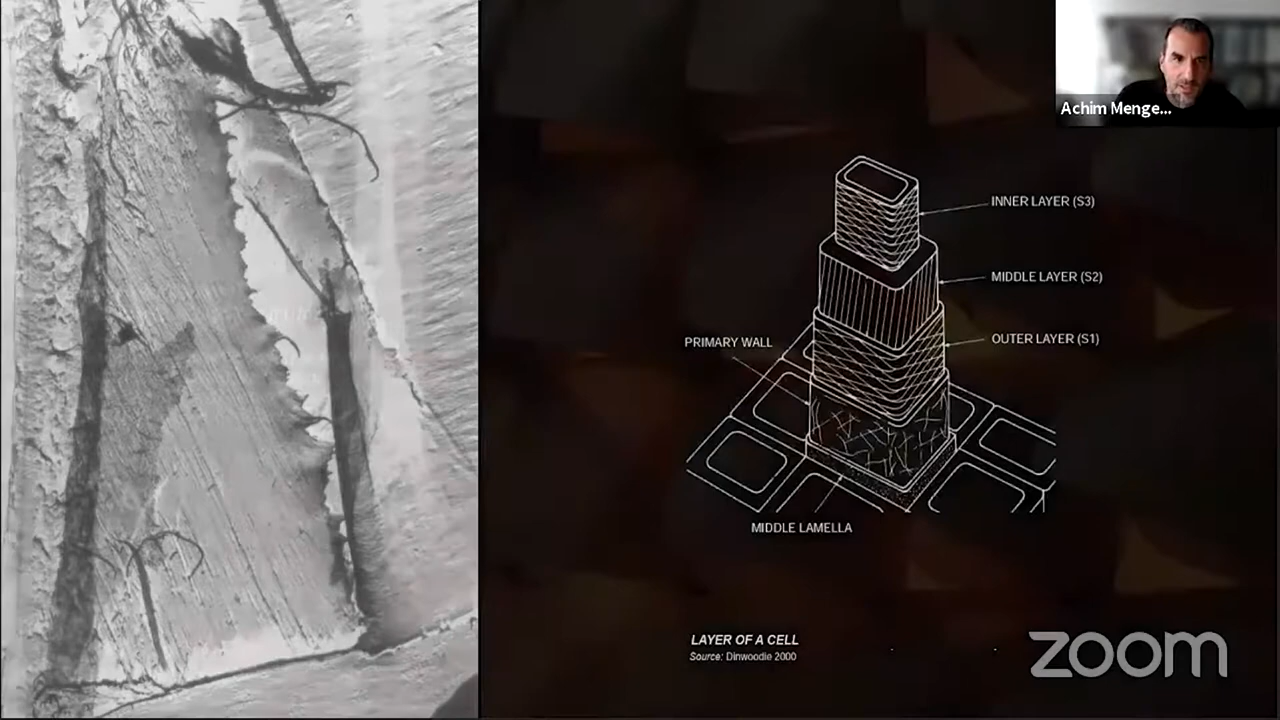 Achim Menge...
INNER LAYER (S3)
MIDDLE LAYER (S2)
OUTER LAYER (S1)
PRIMARY WALL
MIDDLE LAMELLA
LAYER OF A CELL
Source: Dinwoodie 2000
zoom